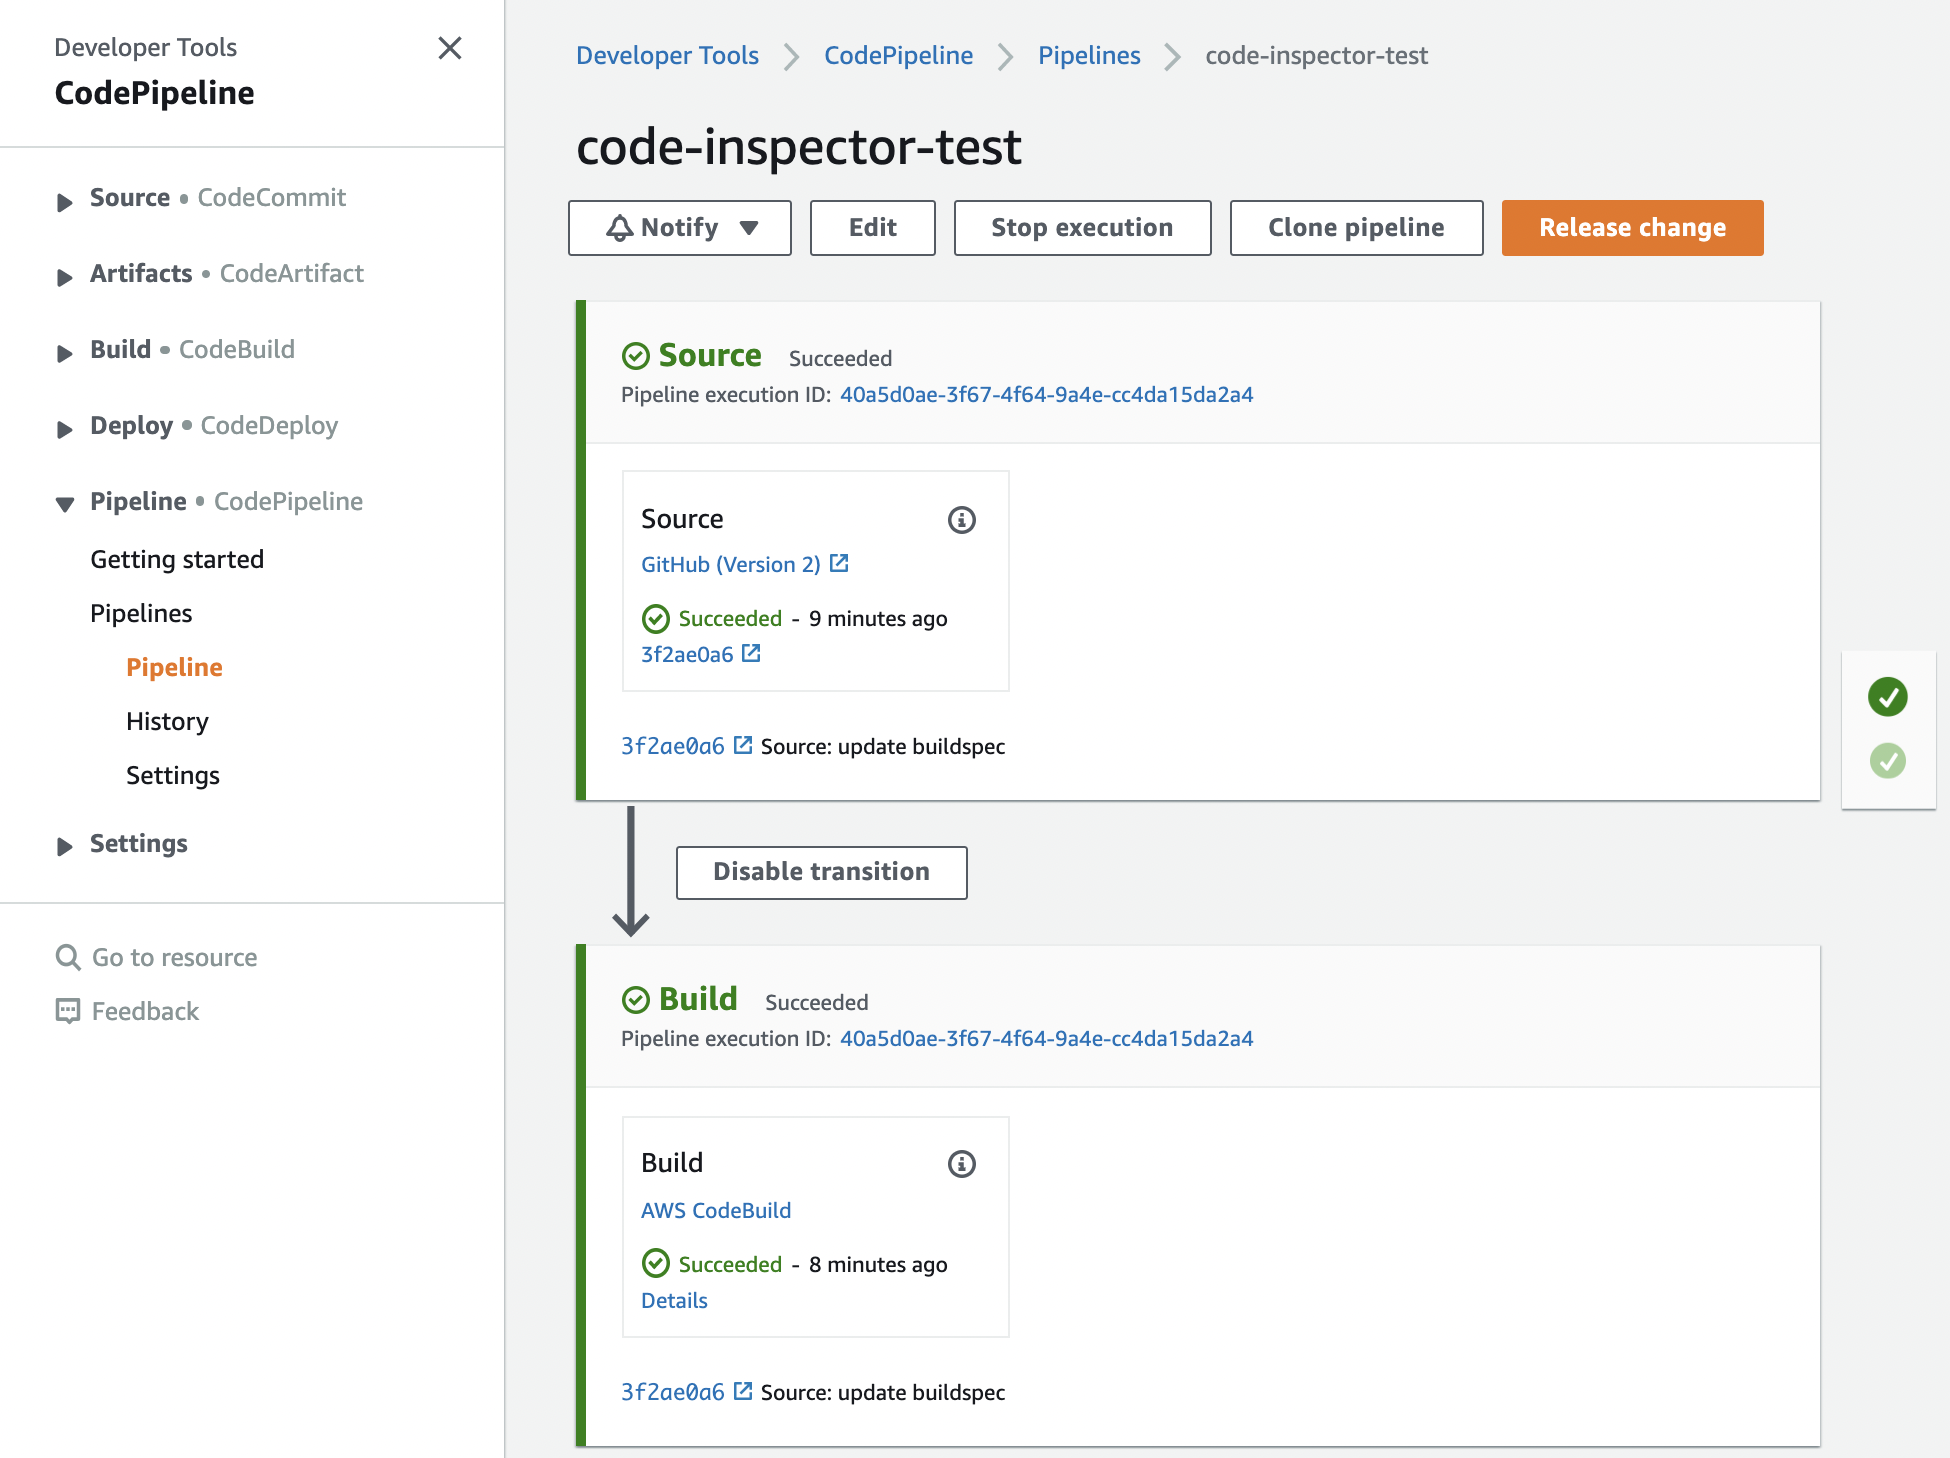 Developer Tools
CodePipeline
Source • CodeCommit
Artifacts • CodeArtifact
Build • CodeBuild
Deploy • CodeDeploy
Pipeline • CodePipeline
Getting started
Pipelines
Pipeline
History
Settings
Settings
Go to resource
Feedback
Developer Tools > CodePipeline > Pipelines > code-inspector-test
code-inspector-test
Notify Edit Stop execution Clone pipeline Release change
Source Succeeded
Pipeline execution ID: 40a5d0ae-3f67-4f64-9a4e-cc4da15da2a4
Source
GitHub (Version 2)
Succeeded - 9 minutes ago
3f2ae0a6
3f2ae0a6 Source: update buildspec
Disable transition
Build Succeeded
Pipeline execution ID: 40a5d0ae-3f67-4f64-9a4e-cc4da15da2a4
Build
AWS CodeBuild
Succeeded - 8 minutes ago
Details
3f2ae0a6 Source: update buildspec